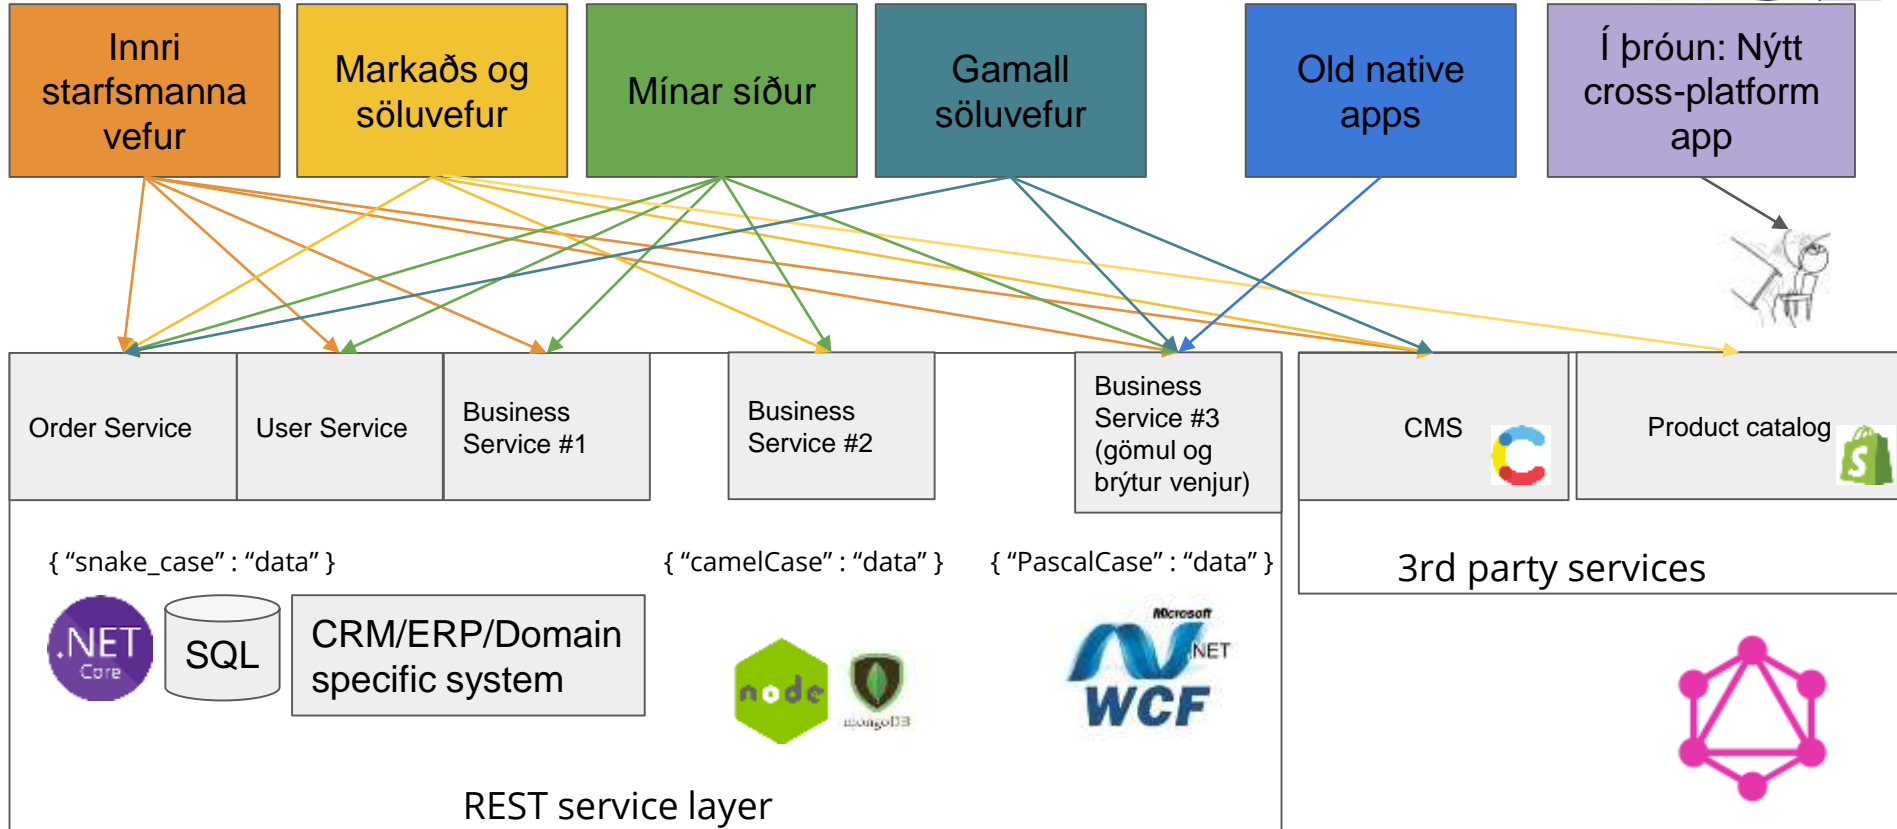 Innri
starfsmanna
vefur
Markaðs og
söluvefur
Mínar síður
Gamall
söluvefur
Old native
apps
Í þróun: Nýtt
cross-platform
app
Order Service
User Service
Business
Service #1
Business
Service #2
Business
Service #3
(gömul og
brýtur venjur)
CMS
Product catalog
{ “snake_case” : “data” }
{ “camelCase” : “data” }
{ “PascalCase” : “data” }
3rd party services
.NET
Core
SQL
CRM/ERP/Domain
specific system
node
mongoDB
Microsoft
.NET
WCF
REST service layer